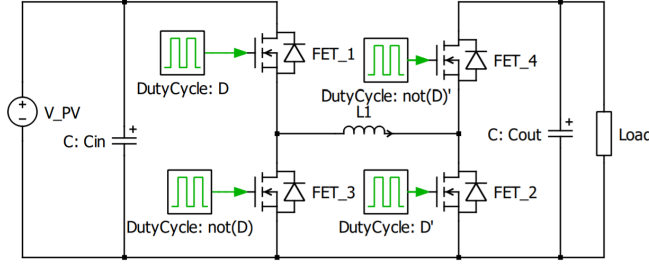 FET_1
FET_4
DutyCycle: D
DutyCycle: not(D)'
V_PV
+
L1
+
+
C: Cin
C: Cout
Load
FET_3
FET_2
DutyCycle: not(D)
DutyCycle: D'